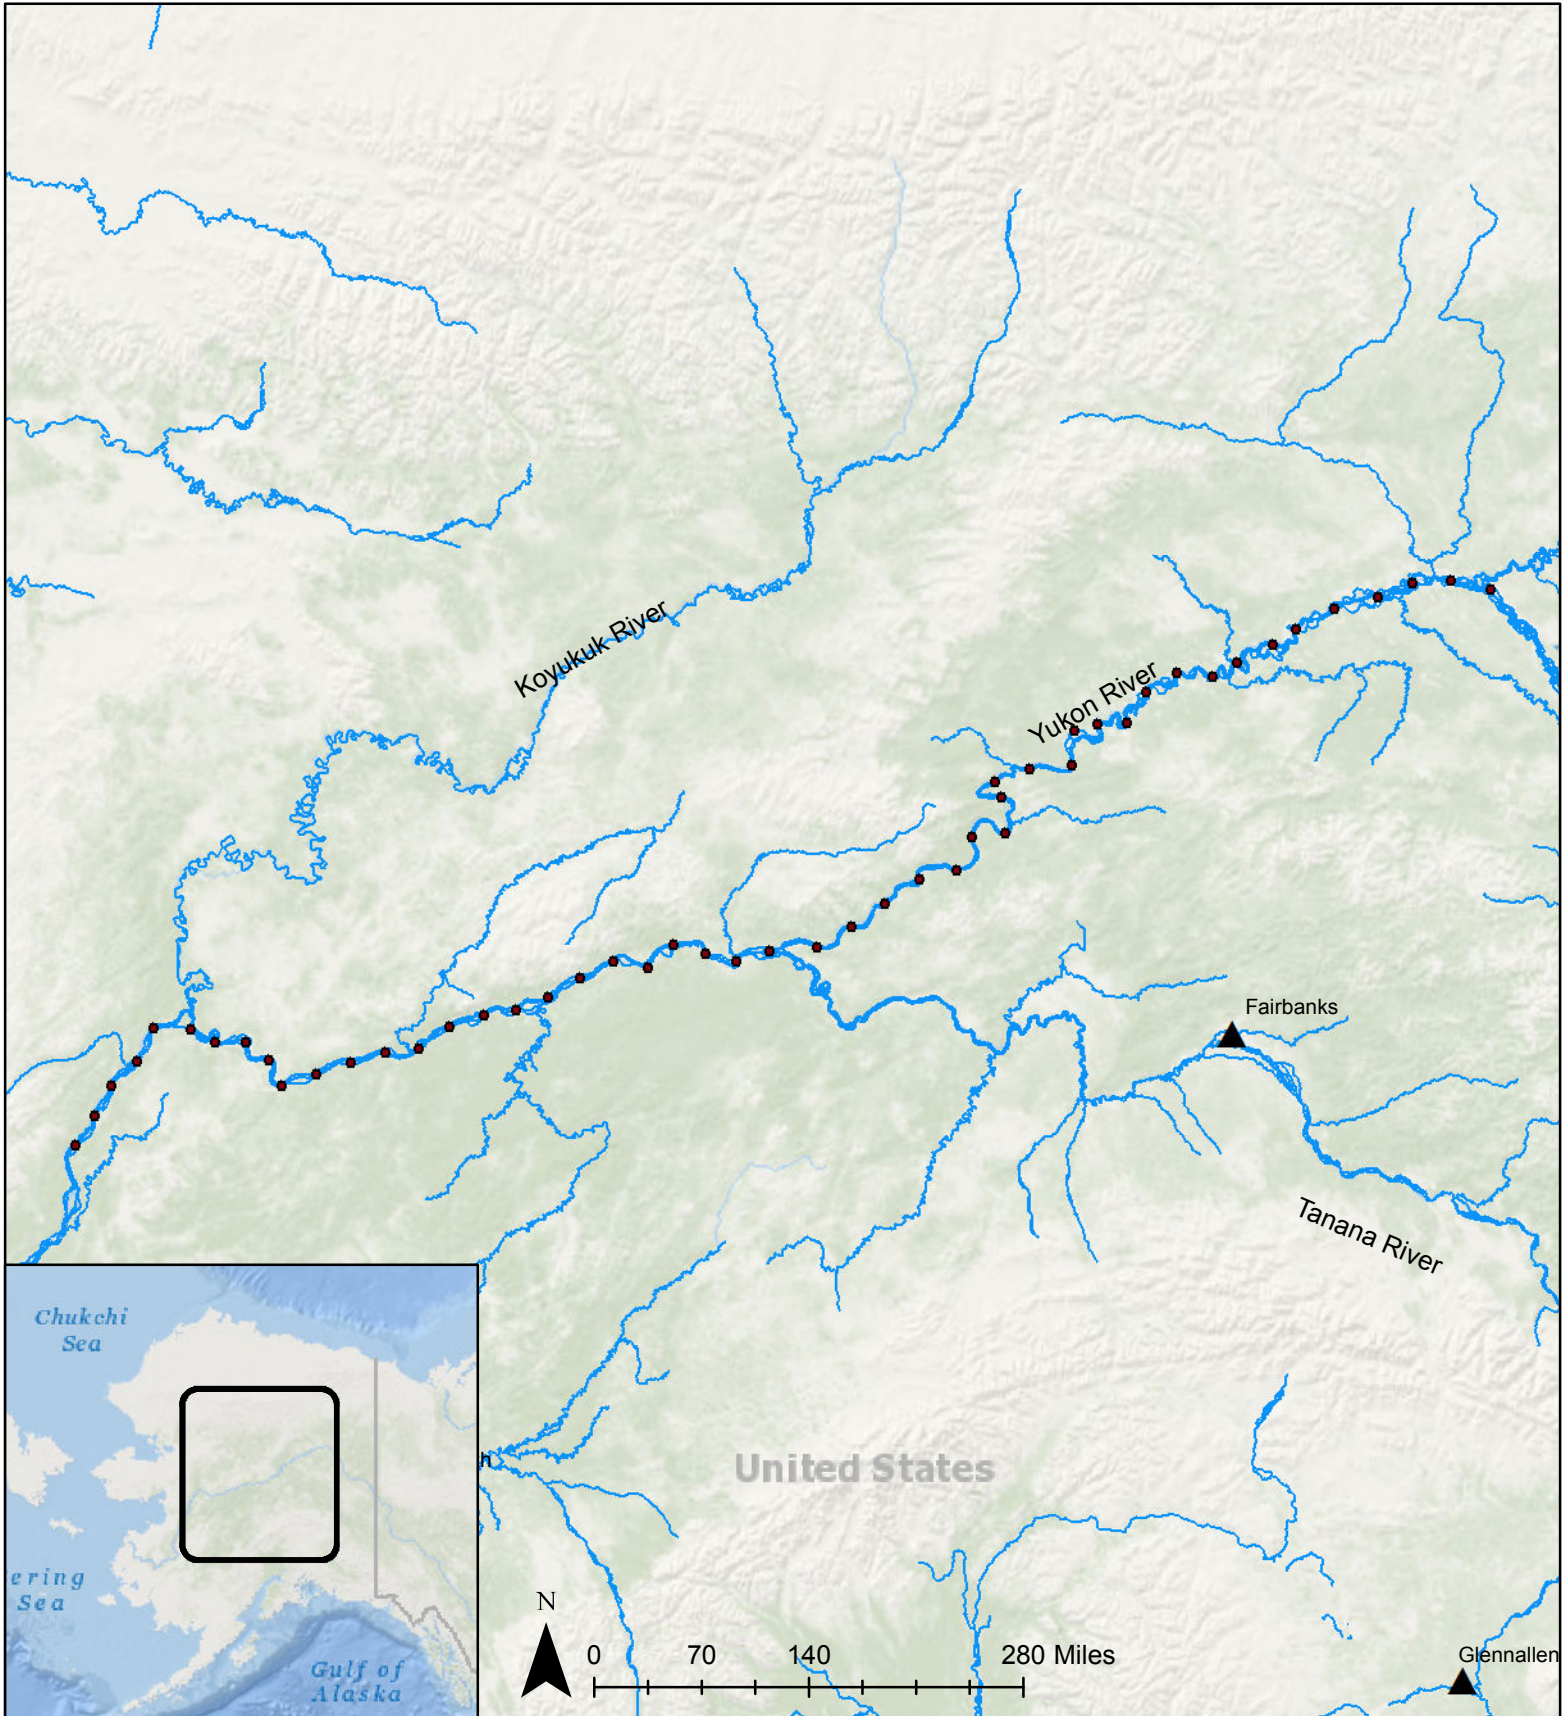 Koyukuk River
Yukon River
Fairbanks
Tanana River
Chukchi
Sea
ering
Sea
Gulf of
Alaska
h
United States
N
0 70 140 280 Miles
Glennallen